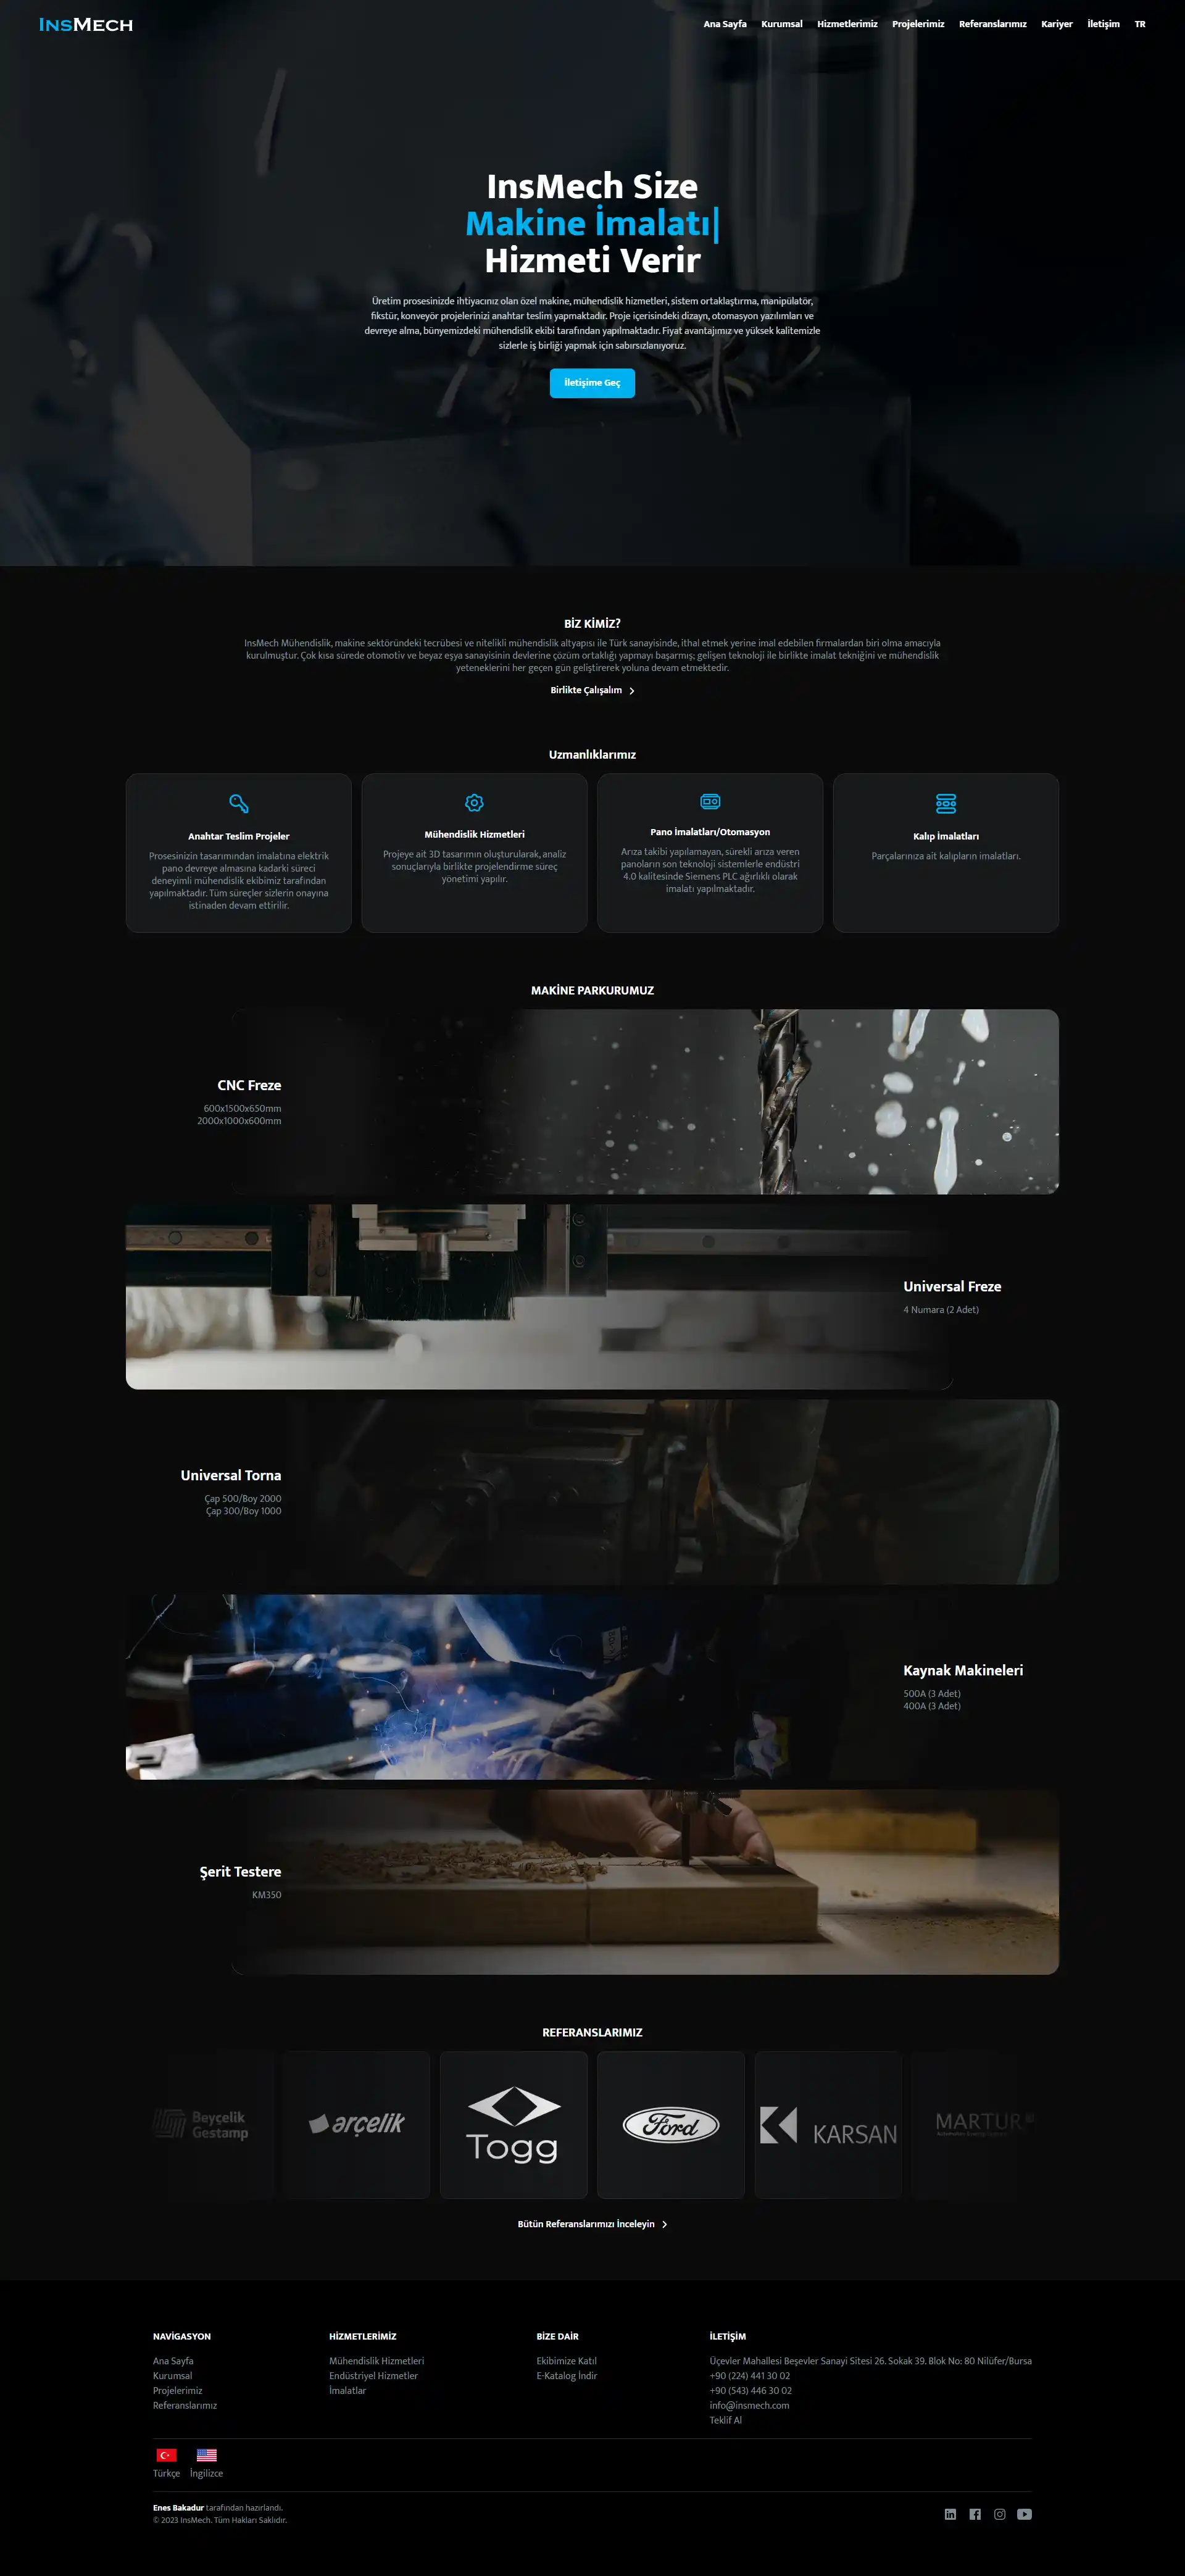 INSMECH
Ana Sayfa Kurumsal Hizmetlerimiz Projelerimiz Referanslarımız Kariyer İletişim TR
InsMech Size
Makine İmalatı|
Hizmeti Verir
Üretim prosesinizde ihtiyacınız olan özel makine, mühendislik hizmetleri, sistem ortaklaştırma, manipülatör,
fikstür, konveyör projelerinizi anahtar teslim yapmaktadır. Proje içerisindeki dizayn, otomasyon yazılımları ve
devreye alma, bünyemizdeki mühendislik ekibi tarafından yapılmaktadır. Fiyat avantajımız ve yüksek kalitemizle
sizlerle iş birliği yapmak için sabırsızlanıyoruz.
İletişime Geç
BİZ KİMİZ?
InsMech Mühendislik, makine sektöründeki tecrübesi ve nitelikli mühendislik altyapısı ile Türk sanayisinde, ithal etmek yerine imal edebilen firmalardan biri olma amacıyla
kurulmuştur. Çok kısa sürede otomotiv ve beyaz eşya sanayisinin devlerine çözüm ortaklığı yapmayı başarmış; gelişen teknoloji ile birlikte imalat tekniğini ve mühendislik
yeteneklerini her geçen gün geliştirerek yoluna devam etmektedir.
Birlikte Çalışalım
Uzmanlıklarımız
Anahtar Teslim Projeler
Prosesinizin tasarımından imalatına elektrik
pano devreye almasına kadarki süreci
deneyimli mühendislik ekibimiz tarafından
yapılmaktadır. Tüm süreçler sizlerin onayına
istinaden devam ettirilir.
Mühendislik Hizmetleri
Projeye ait 3D tasarımın oluşturularak, analiz
sonuçlarıyla birlikte projelendirme süreç
yönetimi yapılır.
Pano İmalatları/Otomasyon
Arıza takibi yapılamayan, sürekli arıza veren
panoların son teknoloji sistemlerle endüstri
4.0 kalitesinde Siemens PLC ağırlıklı olarak
imalatı yapılmaktadır.
Kalıp İmalatları
Parçalarınıza ait kalıpların imalatları.
MAKİNE PARKURUMUZ
CNC Freze
600x1500x650mm
2000x1000x600mm
Universal Freze
4 Numara (2 Adet)
Universal Torna
Çap 500/Boy 2000
Çap 300/Boy 1000
Kaynak Makineleri
500A (3 Adet)
400A (3 Adet)
Şerit Testere
KM350
REFERANSLARIMIZ
Beyçelik
Gestamp
arçelik
Togg
Ford
KARSAN
MARTUR
Bütün Referanslarımızı İnceleyin
NAVİGASYON
Ana Sayfa
Kurumsal
Projelerimiz
Referanslarımız
HİZMETLERİMİZ
Mühendislik Hizmetleri
Endüstriyel Hizmetler
İmalatlar
BİZE DAİR
Ekibimize Katıl
E-Katalog İndir
İLETİŞİM
Üçevler Mahallesi Beşevler Sanayi Sitesi 26. Sokak 39. Blok No: 80 Nilüfer/Bursa
+90 (224) 441 30 02
+90 (543) 446 30 02
info@insmech.com
Teklif Al
Türkçe İngilizce
Enes Bakadur tarafından hazırlandı.
© 2023 InsMech. Tüm Hakları Saklıdır.